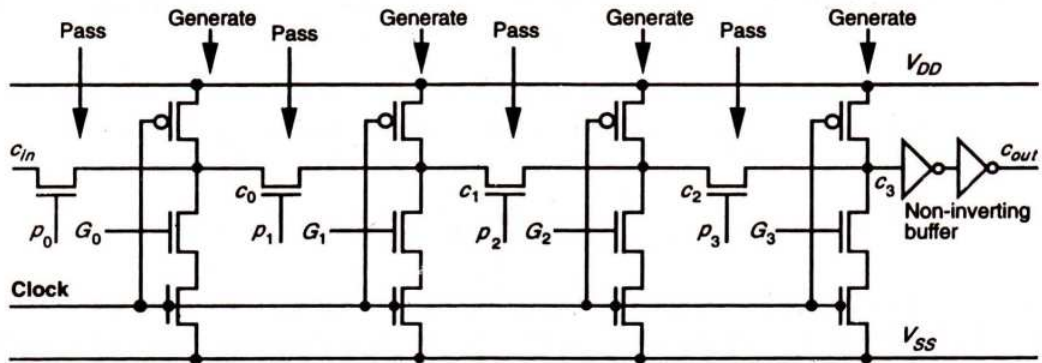 Generate Generate Generate Generate
Pass Pass Pass Pass
V_DD
c_in c_out
c_0 c_1 c_2 c_3
Non-inverting
buffer
p_0 G_0 p_1 G_1 p_2 G_2 p_3 G_3
Clock
V_SS